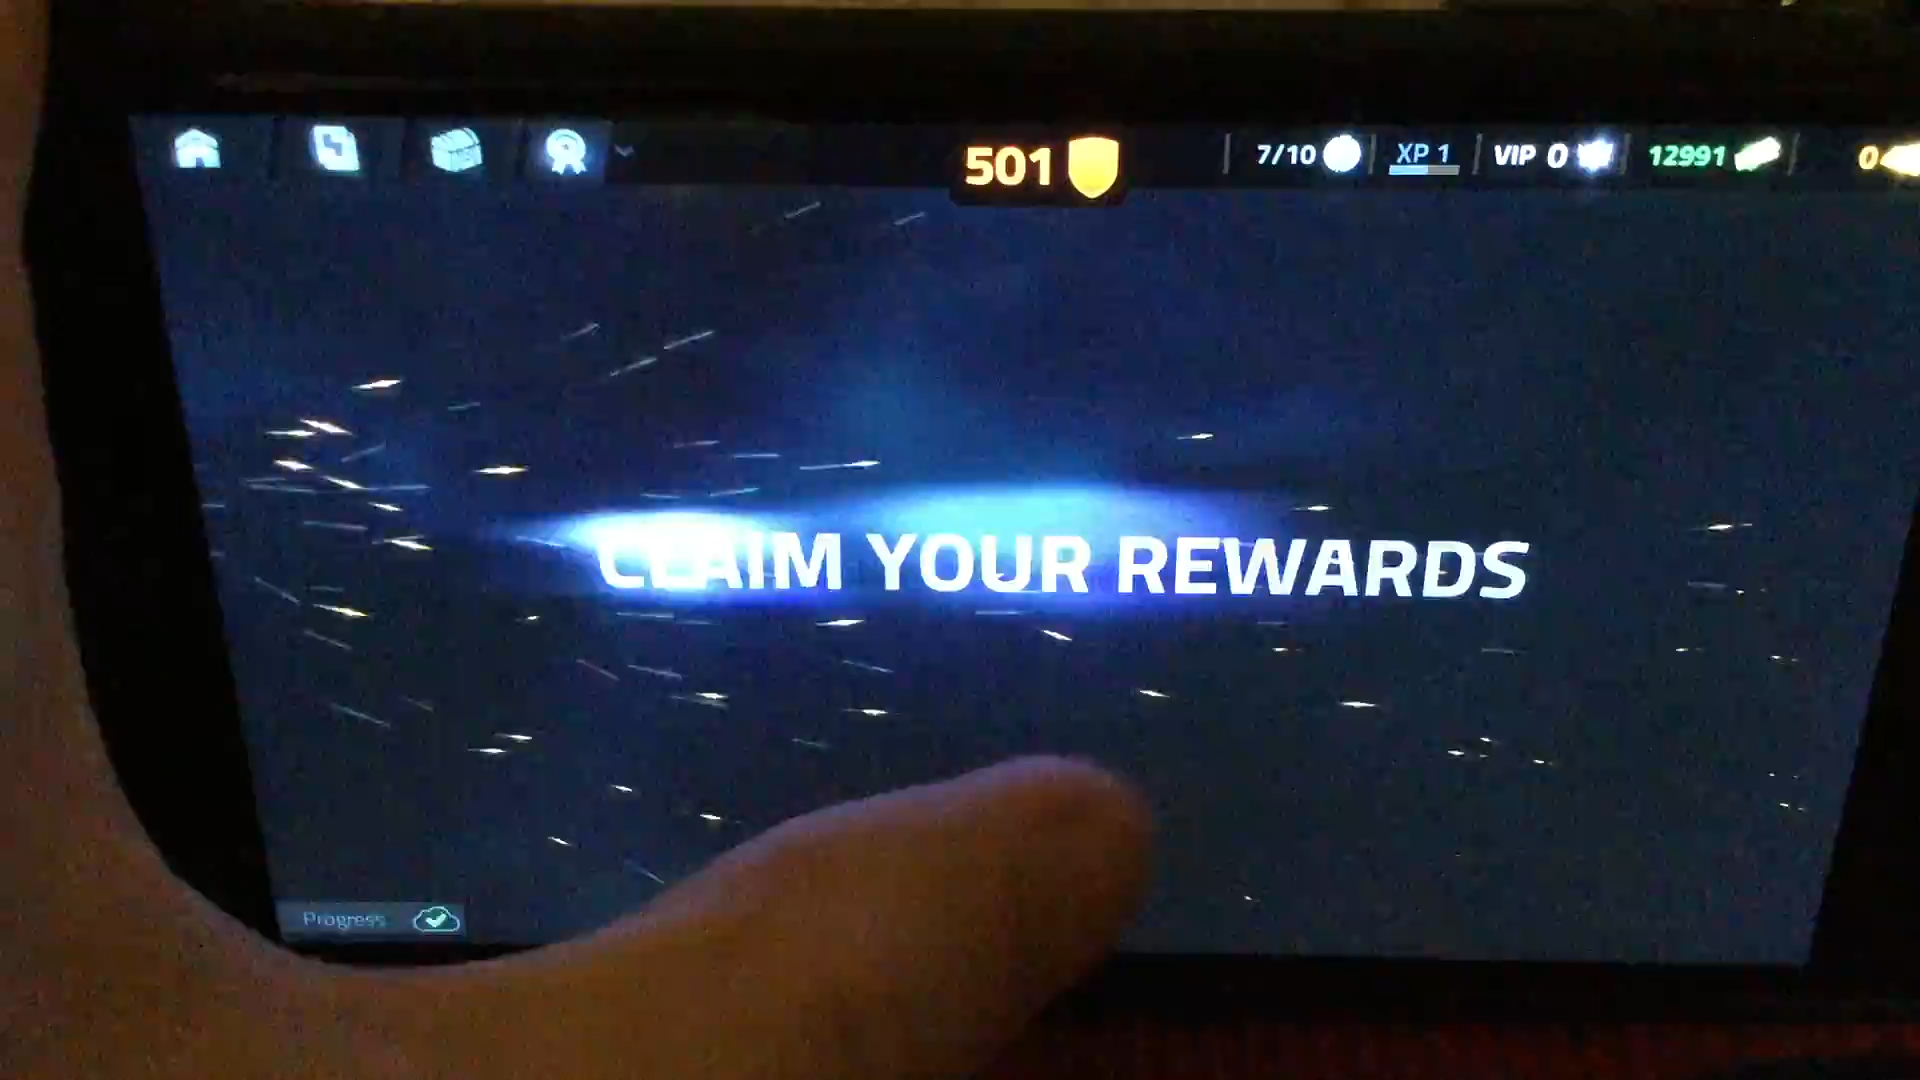 501
7/10
XP 1
VIP 0
12991
0
CLAIM YOUR REWARDS
Progress